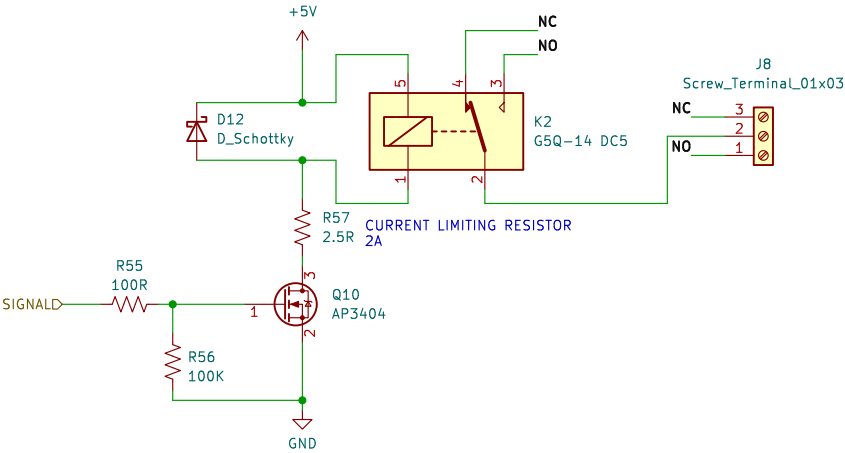 +5V
NC
NO
5
4
3
J8
Screw_Terminal_01x03
D12
D_Schottky
K2
G5Q-14 DC5
NC
3
2
NO
1
1
2
R57
2.5R
CURRENT LIMITING RESISTOR
2A
R55
100R
3
SIGNAL
1
Q10
AP3404
2
R56
100K
GND